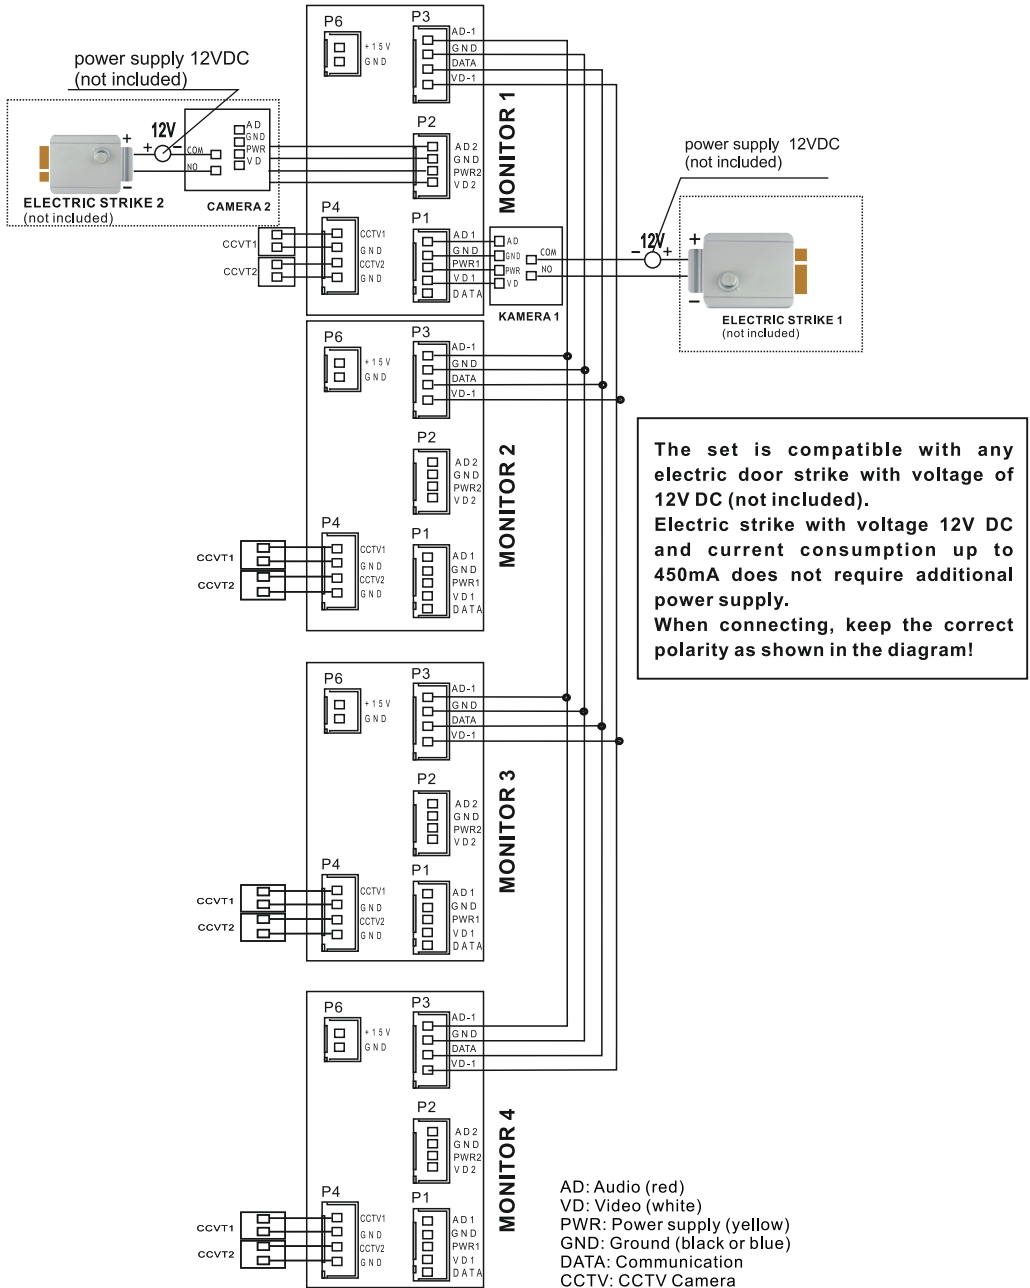 power supply 12VDC
(not included)
+ 12V −
+
−
ELECTRIC STRIKE 2
(not included)
COM
NO
AD
GND
PWR
VD
CAMERA 2
P6
+15V
GND
P3
AD-1
GND
DATA
VD-1
P2
AD2
GND
PWR2
VD2
P4
CCTV1
GND
CCTV2
GND
CCVT1
CCVT2
P1
AD1
GND
PWR1
VD1
DATA
MONITOR 1
AD
GND
PWR
VD
COM
NO
KAMERA 1
power supply 12VDC
(not included)
− 12V +
+
−
ELECTRIC STRIKE 1
(not included)
P6
+15V
GND
P3
AD-1
GND
DATA
VD-1
P2
AD2
GND
PWR2
VD2
P4
CCTV1
GND
CCTV2
GND
CCVT1
CCVT2
P1
AD1
GND
PWR1
VD1
DATA
MONITOR 2
The set is compatible with any
electric door strike with voltage of
12V DC (not included).
Electric strike with voltage 12V DC
and current consumption up to
450mA does not require additional
power supply.
When connecting, keep the correct
polarity as shown in the diagram!
P6
+15V
GND
P3
AD-1
GND
DATA
VD-1
P2
AD2
GND
PWR2
VD2
P4
CCTV1
GND
CCTV2
GND
CCVT1
CCVT2
P1
AD1
GND
PWR1
VD1
DATA
MONITOR 3
P6
+15V
GND
P3
AD-1
GND
DATA
VD-1
P2
AD2
GND
PWR2
VD2
P4
CCTV1
GND
CCTV2
GND
CCVT1
CCVT2
P1
AD1
GND
PWR1
VD1
DATA
MONITOR 4
AD: Audio (red)
VD: Video (white)
PWR: Power supply (yellow)
GND: Ground (black or blue)
DATA: Communication
CCTV: CCTV Camera